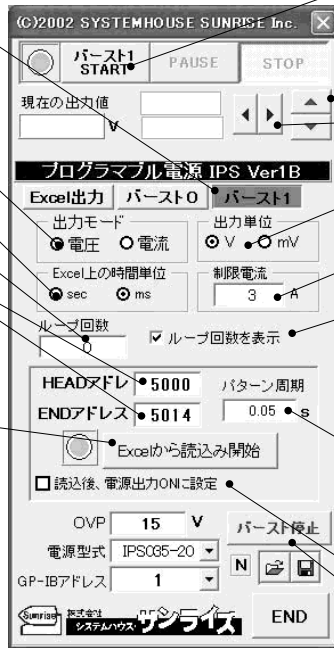 (C)2002 SYSTEMHOUSE SUNRISE Inc.
バースト1 START PAUSE STOP
現在の出力値
V
プログラマブル電源 IPS Ver1B
Excel出力 バースト0 バースト1
出力モード 出力単位
電圧 電流 V mV
Excel上の時間単位 制限電流
sec ms 3 A
ループ回数
0 ループ回数を表示
HEADアドレ 5000 パターン周期
ENDアドレス 5014 0.05 s
Excelから読込み開始
読込後、電源出力ONに設定
OVP 15 V バースト停止
電源型式 IPS035-20
N
GP-IBアドレス 1
Sunrise 株式会社 システムハウス・サンライズ END